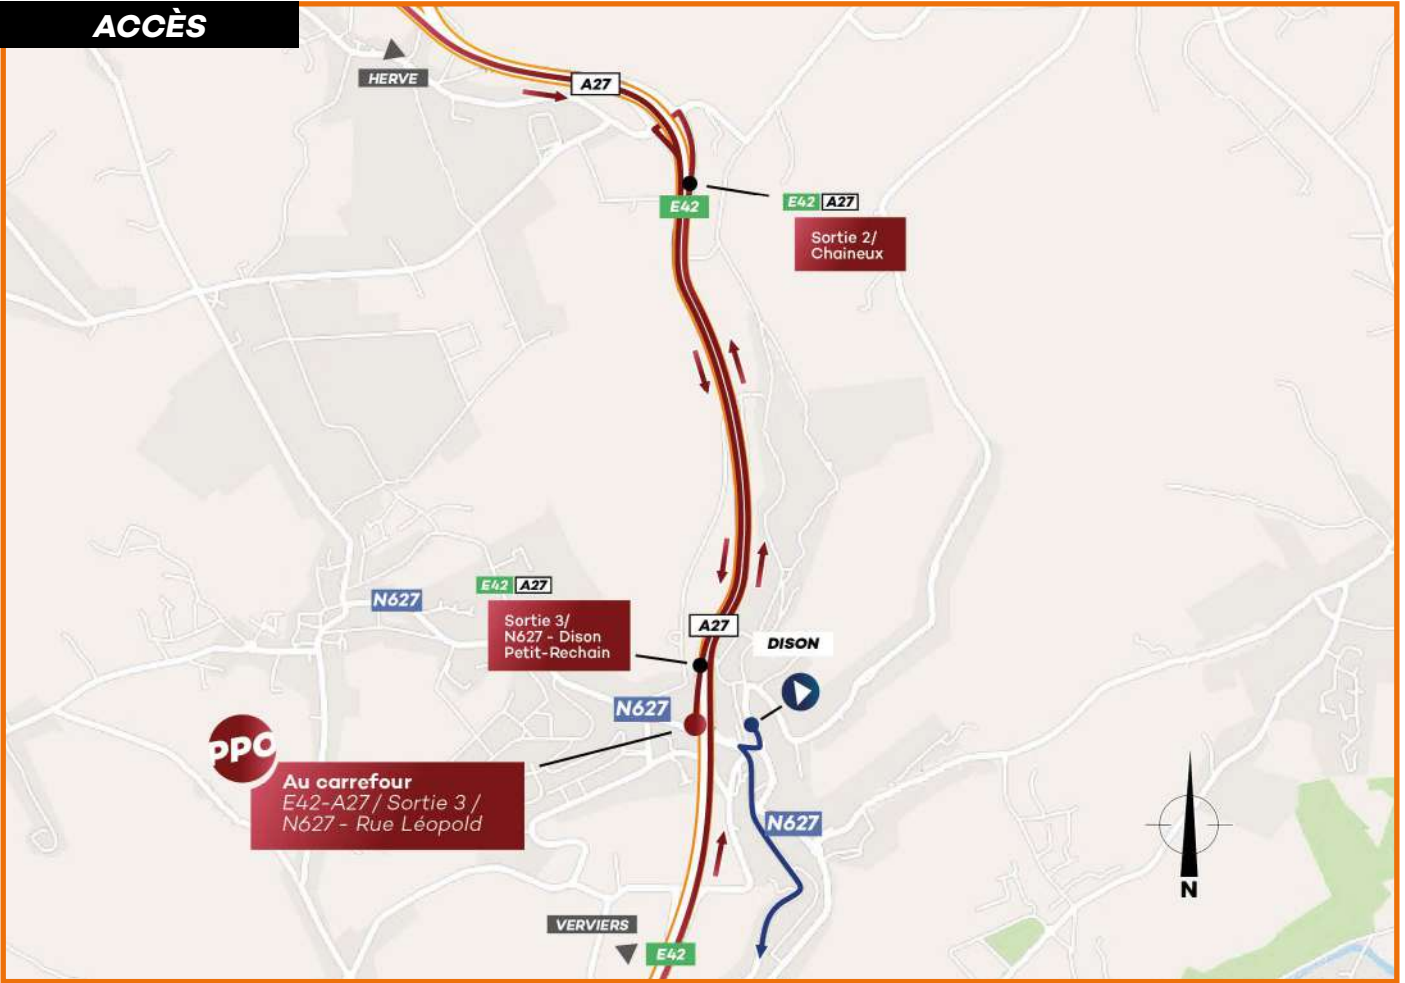 ACCÈS
HERVE
A27
E42
E42 A27
Sortie 2/
Chaineux
N627
E42 A27
Sortie 3/
N627 - Dison
Petit-Rechain
A27
DISON
N627
PPO
Au carrefour
E42-A27 / Sortie 3 /
N627 - Rue Léopold
N627
N
VERVIERS
E42